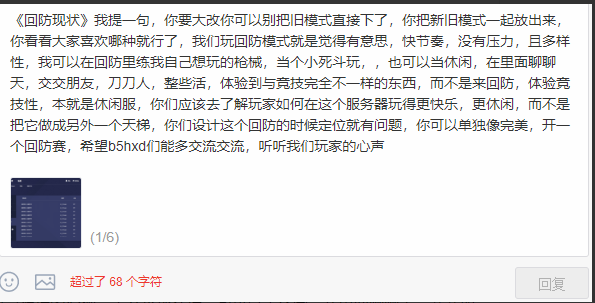 《回防现状》我提一句，你要大改你可以别把旧模式直接下了，你把新旧模式一起放出来，
你看看大家喜欢哪种就行了，我们玩回防模式就是觉得有意思，快节奏，没有压力，且多样
性，我可以在回防里练我自己想玩的枪械，当个小死斗玩，，也可以当休闲，在里面聊聊
天，交交朋友，刀刀人，整些活，体验到与竞技完全不一样的东西，而不是来回防，体验竞
技性，本就是休闲服，你们应该去了解玩家如何在这个服务器玩得更快乐，更休闲，而不是
把它做成另外一个天梯，你们设计这个回防的时候定位就有问题，你可以单独像完美，开一
个回防赛，希望b5hxd们能多交流交流，听听我们玩家的心声
(1/6)
超过了 68 个字符
回复